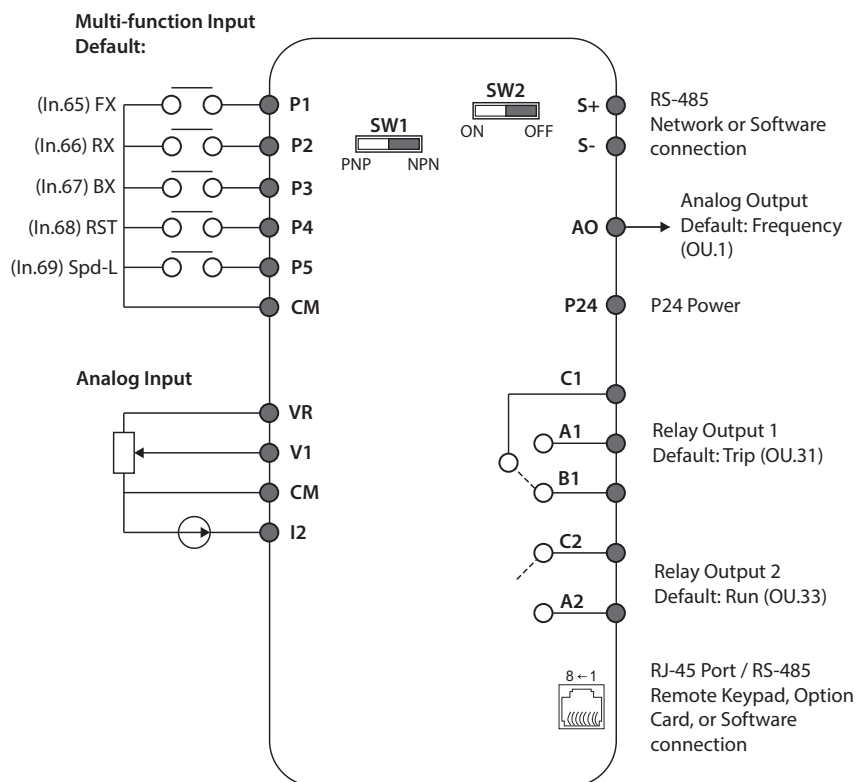 Multi-function Input
Default:
(In.65) FX
P1
(In.66) RX
P2
(In.67) BX
P3
(In.68) RST
P4
(In.69) Spd-L
P5
CM
SW1
PNP
NPN
SW2
ON
OFF
S+
S-
RS-485
Network or Software
connection
AO
Analog Output
Default: Frequency
(OU.1)
P24
P24 Power
Analog Input
VR
V1
CM
I2
C1
A1
B1
Relay Output 1
Default: Trip (OU.31)
C2
A2
Relay Output 2
Default: Run (OU.33)
8←1
RJ-45 Port / RS-485
Remote Keypad, Option
Card, or Software
connection